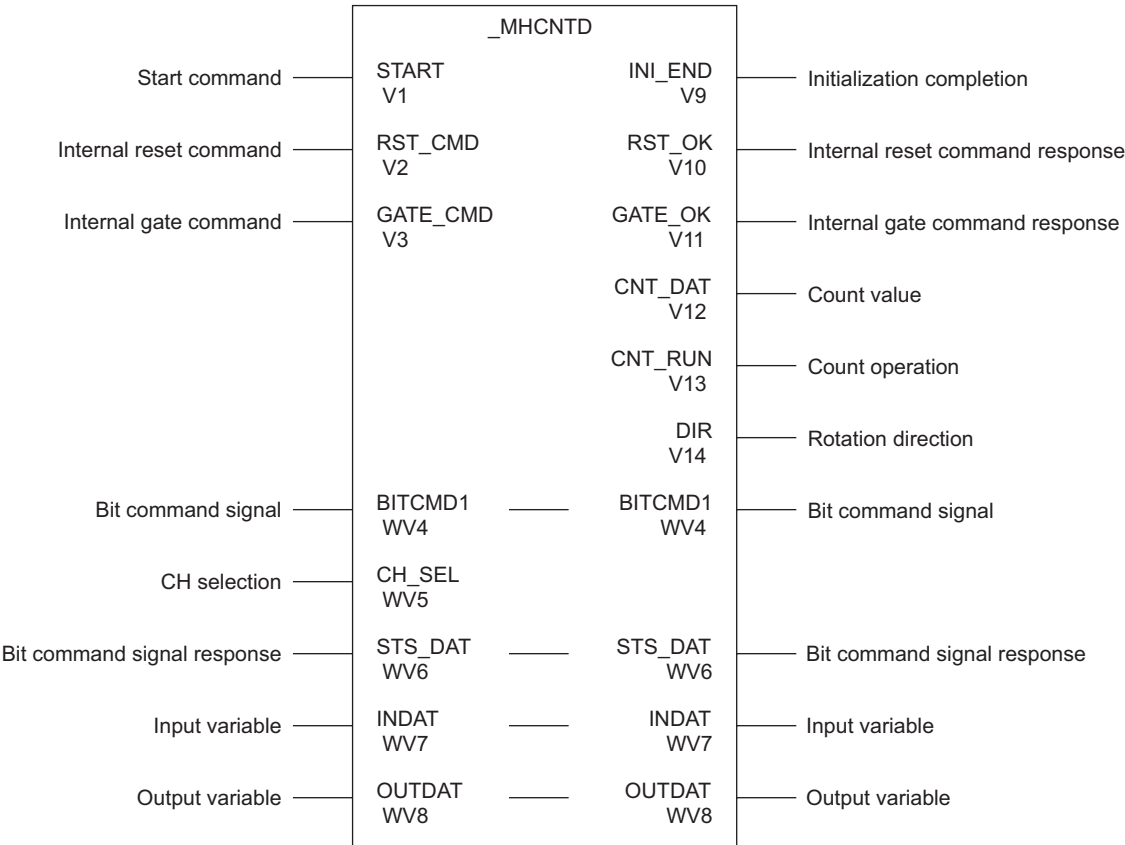 _MHCNTD
Start command START INI_END Initialization completion
V1 V9
Internal reset command RST_CMD RST_OK Internal reset command response
V2 V10
Internal gate command GATE_CMD GATE_OK Internal gate command response
V3 V11
CNT_DAT Count value
V12
CNT_RUN Count operation
V13
DIR Rotation direction
V14
Bit command signal BITCMD1 BITCMD1 Bit command signal
WV4 WV4
CH selection CH_SEL
WV5
Bit command signal response STS_DAT STS_DAT Bit command signal response
WV6 WV6
Input variable INDAT INDAT Input variable
WV7 WV7
Output variable OUTDAT OUTDAT Output variable
WV8 WV8